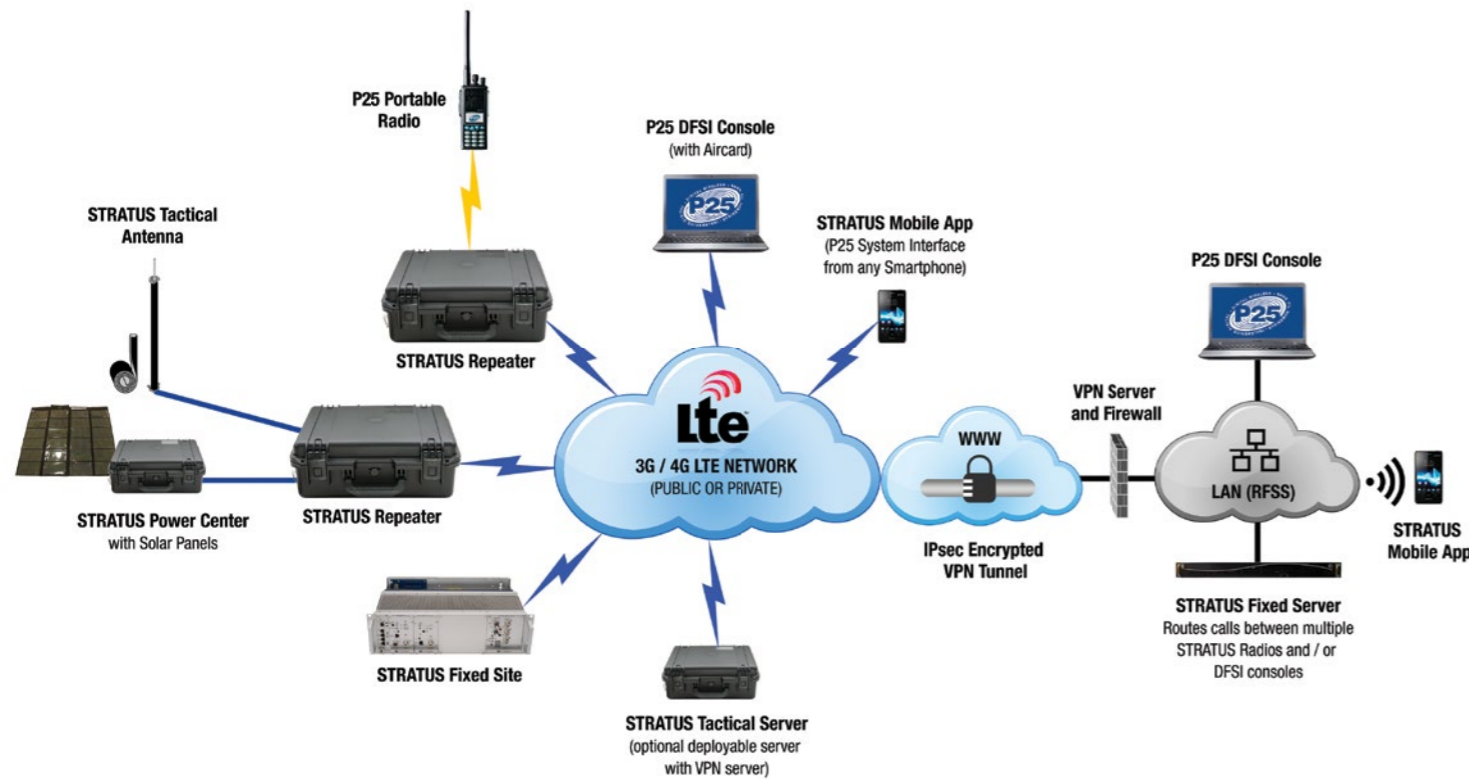 P25 Portable
Radio
P25 DFSI Console
(with Aircard)
P25
STRATUS Tactical
Antenna
STRATUS Mobile App
(P25 System Interface
from any Smartphone)
P25 DFSI Console
P25
STRATUS Repeater
VPN Server
and Firewall
Lte
3G / 4G LTE NETWORK
(PUBLIC OR PRIVATE)
WWW
LAN (RFSS)
STRATUS Power Center
with Solar Panels
STRATUS Repeater
IPsec Encrypted
VPN Tunnel
STRATUS
Mobile App
STRATUS Fixed Server
Routes calls between multiple
STRATUS Radios and / or
DFSI consoles
STRATUS Fixed Site
STRATUS Tactical Server
(optional deployable server
with VPN server)